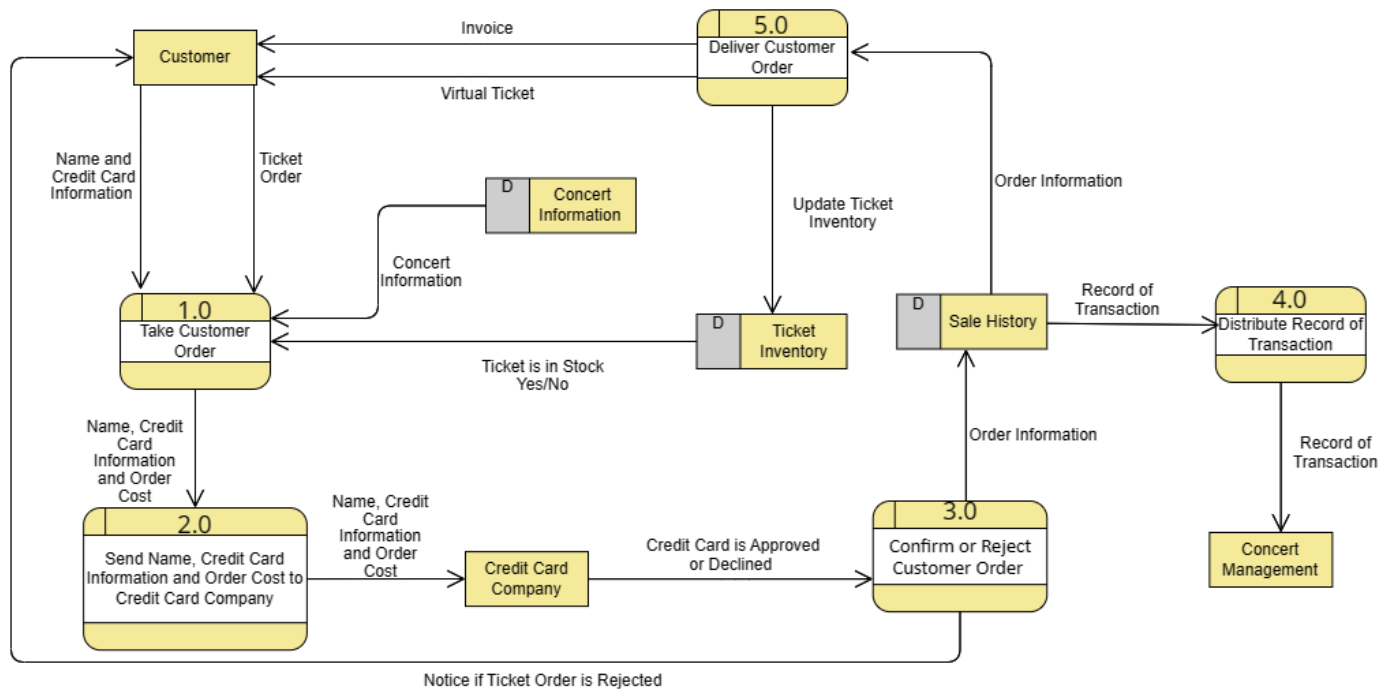 5.0
Deliver Customer
Order
Invoice
Customer
Virtual Ticket
Name and
Credit Card
Information
Ticket
Order
D
Concert
Information
Order Information
Update Ticket
Inventory
Concert
Information
1.0
Take Customer
Order
D
Ticket
Inventory
D
Sale History
Record of
Transaction
4.0
Distribute Record of
Transaction
Ticket is in Stock
Yes/No
Name, Credit
Card
Information
and Order
Cost
Order Information
Record of
Transaction
2.0
Send Name, Credit Card
Information and Order Cost to
Credit Card Company
Name, Credit
Card
Information
and Order
Cost
Credit Card
Company
Credit Card is Approved
or Declined
3.0
Confirm or Reject
Customer Order
Concert
Management
Notice if Ticket Order is Rejected